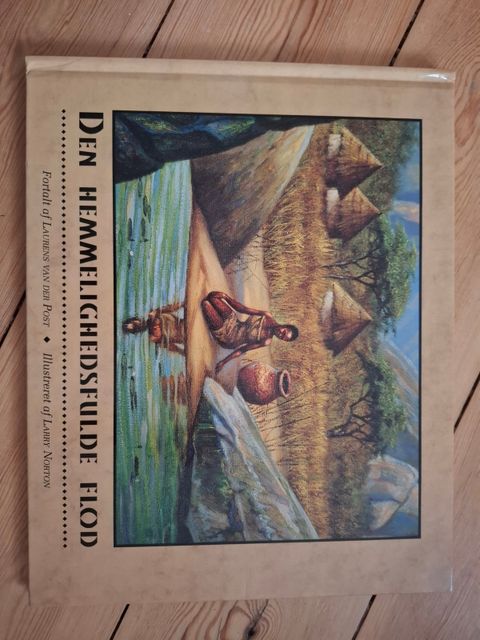 DEN HEMMELIGHEDSFULDE FLOD
Fortalt af LAURENS VAN DER POST ◆ Illustreret af LARRY NORTON